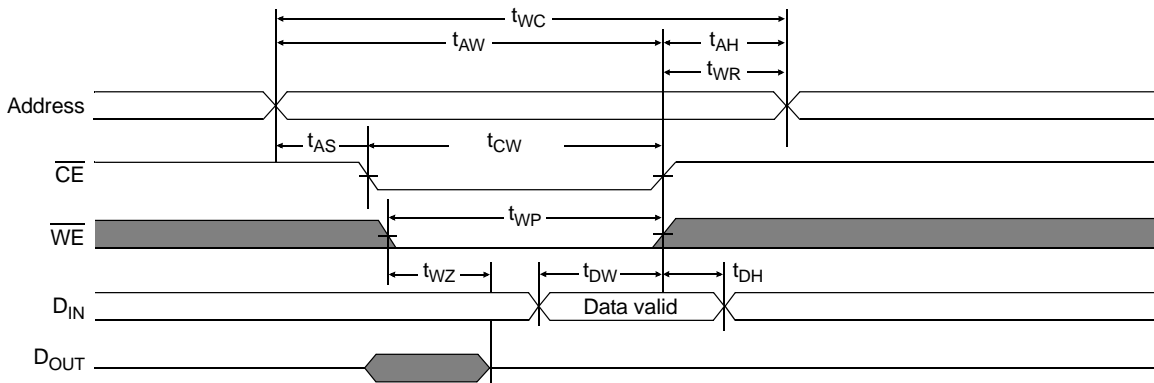 tWC
tAW tAH
tWR
Address
tAS tCW
CE
tWP
WE
tWZ tDW tDH
DIN Data valid
DOUT